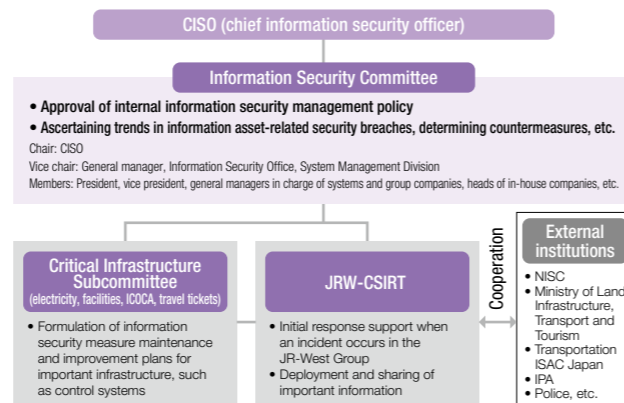 CISO (chief information security officer)
Information Security Committee
• Approval of internal information security management policy
• Ascertaining trends in information asset-related security breaches, determining countermeasures, etc.
Chair: CISO
Vice chair: General manager, Information Security Office, System Management Division
Members: President, vice president, general managers in charge of systems and group companies, heads of in-house companies, etc.
Critical Infrastructure
Subcommittee
(electricity, facilities, ICOCA, travel tickets)
• Formulation of information
security measure maintenance
and improvement plans for
important infrastructure, such
as control systems
JRW-CSIRT
• Initial response support when
an incident occurs in the
JR-West Group
• Deployment and sharing of
important information
Cooperation
External
institutions
• NISC
• Ministry of Land,
Infrastructure,
Transport and
Tourism
• Transportation
ISAC Japan
• IPA
• Police, etc.